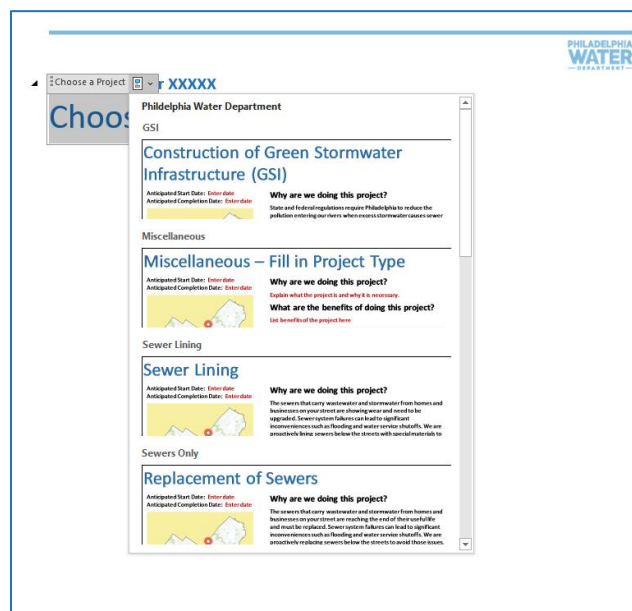 PHILADELPHIA
WATER
DEPARTMENT
Choose a Project
r XXXXX
Choos
Phildelphia Water Department
GSI
Construction of Green Stormwater
Infrastructure (GSI)
Anticipated Start Date: Enter date
Anticipated Completion Date: Enter date
Why are we doing this project?
State and federal regulations require Philadelphia to reduce the
pollution entering our rivers when excess stormwater causes sewer
Miscellaneous
Miscellaneous – Fill in Project Type
Anticipated Start Date: Enter date
Anticipated Completion Date: Enter date
Why are we doing this project?
Explain what the project is and why it is necessary.
What are the benefits of doing this project?
List benefits of the project here
Sewer Lining
Sewer Lining
Anticipated Start Date: Enter date
Anticipated Completion Date: Enter date
Why are we doing this project?
The sewers that carry wastewater and stormwater from homes and
businesses on your street are showing wear and need to be
upgraded. Sewer system failures can lead to significant
inconveniences such as flooding and water service shutoffs. We are
proactively lining sewers below the streets with special materials to
Sewers Only
Replacement of Sewers
Anticipated Start Date: Enter date
Anticipated Completion Date: Enter date
Why are we doing this project?
The sewers that carry wastewater and stormwater from homes and
businesses on your street are reaching the end of their useful life
and must be replaced. Sewer system failures can lead to significant
inconveniences such as flooding and water service shutoffs. We are
proactively replacing sewers below the streets to avoid those issues.